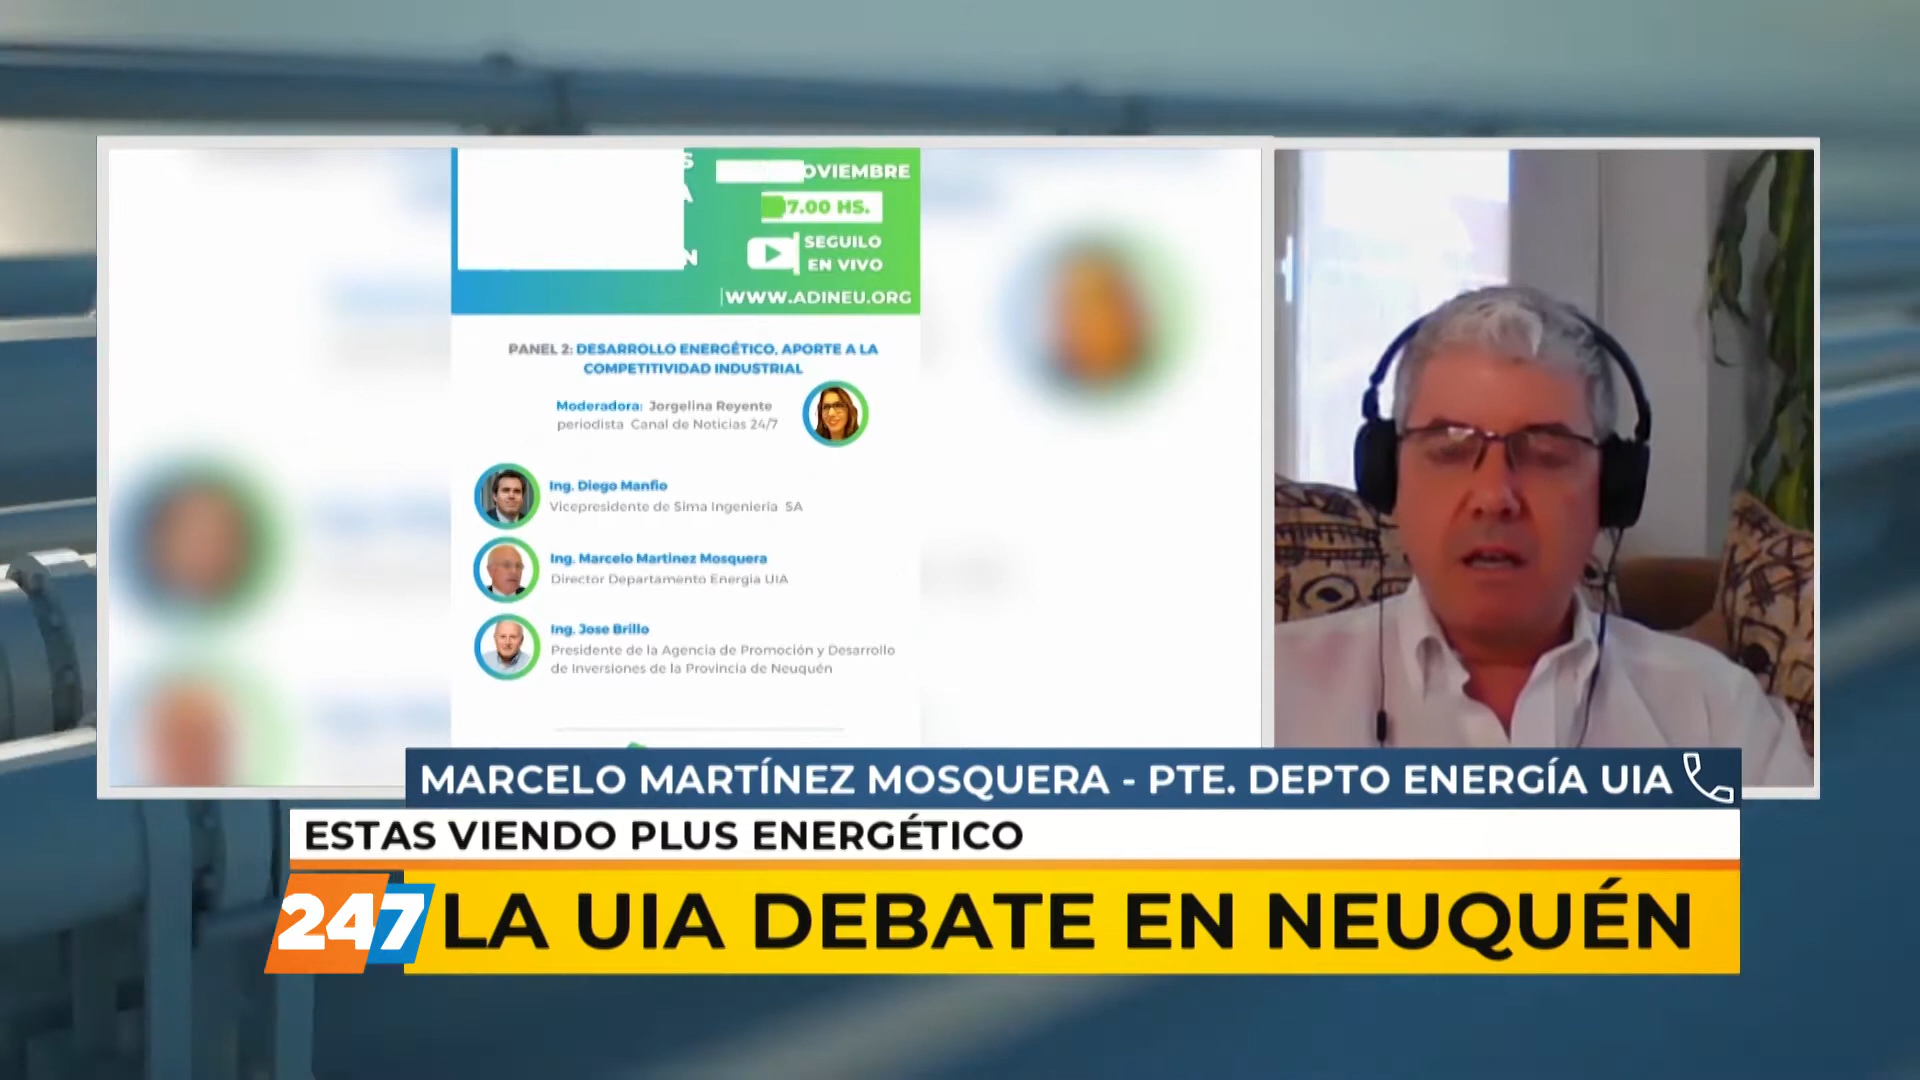 OVIEMBRE
7.00 HS.
SEGUILO
EN VIVO
WWW.ADINEU.ORG
PANEL 2: DESARROLLO ENERGÉTICO, APORTE A LA
COMPETITIVIDAD INDUSTRIAL
Moderadora: Jorgelina Reyente
periodista Canal de Noticias 24/7
Ing. Diego Manfio
Vicepresidente de Sima Ingenieria SA
Ing. Marcelo Martinez Mosquera
Director Departamento Energia UIA
Ing. Jose Brillo
Presidente de la Agencia de Promoción y Desarrollo
de Inversiones de la Provincia de Neuquén
MARCELO MARTÍNEZ MOSQUERA - PTE. DEPTO ENERGÍA UIA
ESTAS VIENDO PLUS ENERGÉTICO
247 LA UIA DEBATE EN NEUQUÉN